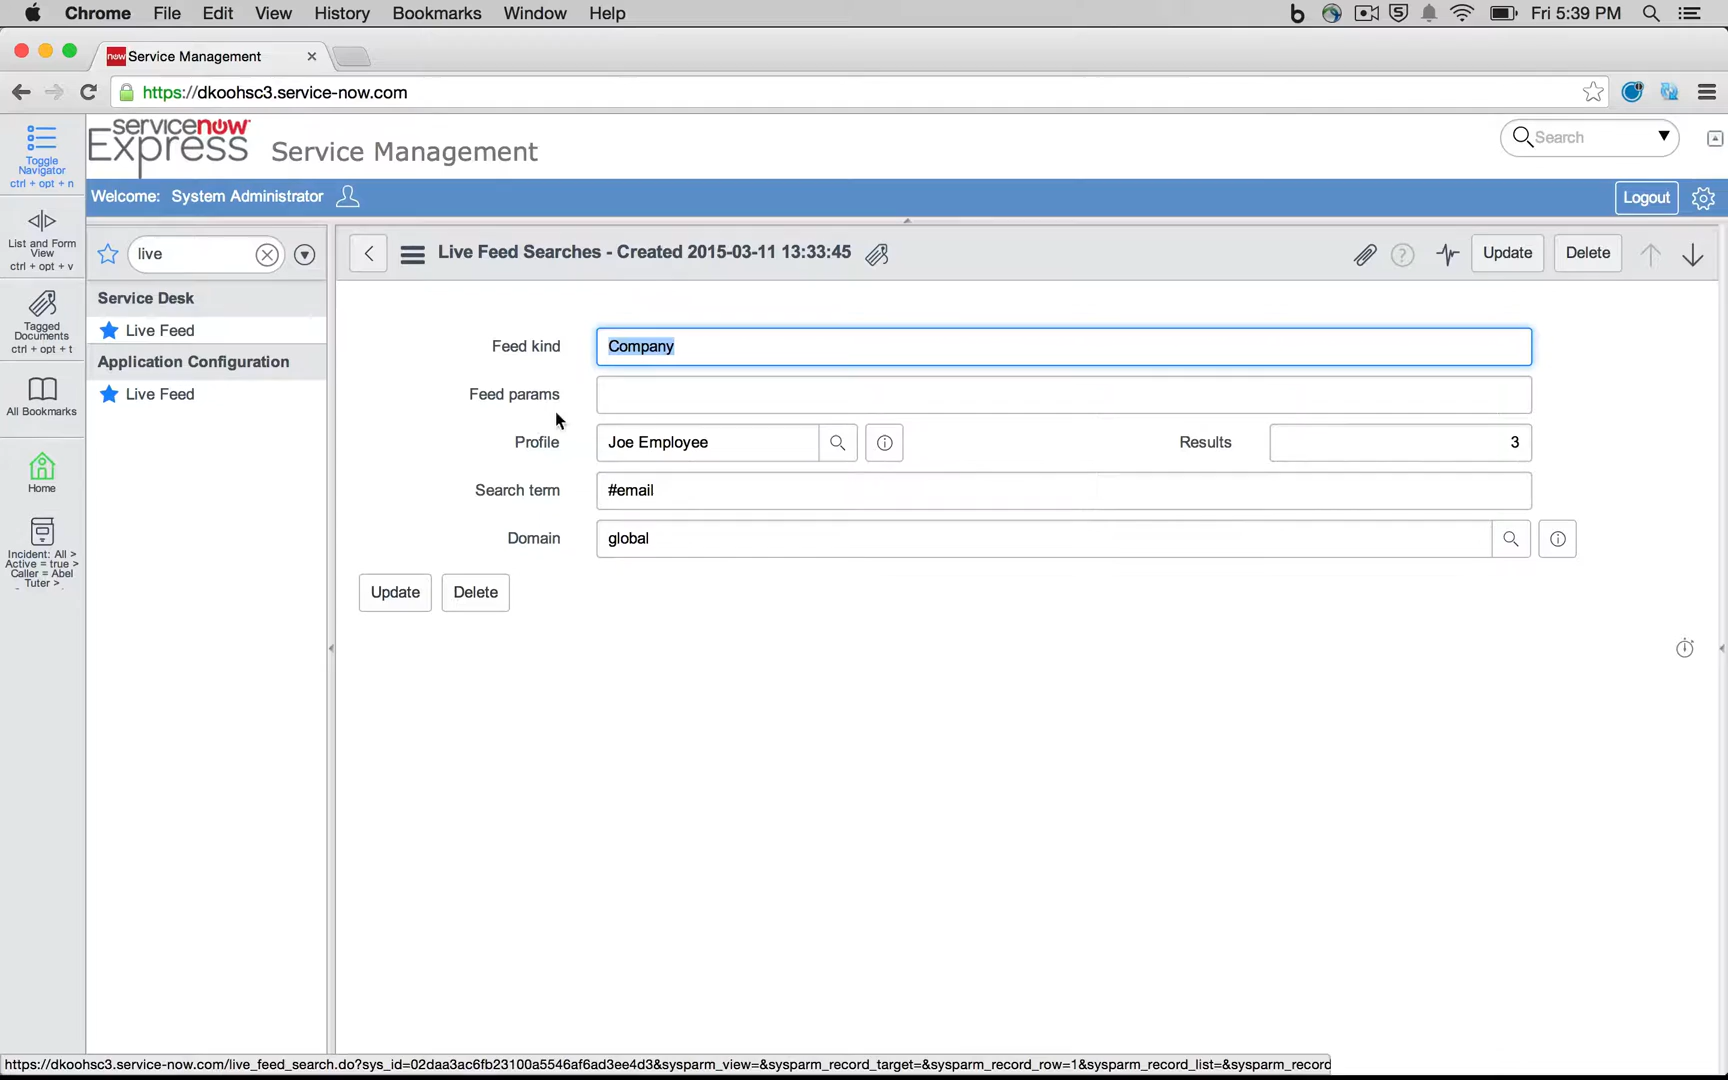 Chrome File Edit View History Bookmarks Window Help Fri 5:39 PM
now Service Management
https://dkoohsc3.service-now.com
servicenow
Express Service Management
Search
Welcome: System Administrator
Logout
Toggle
Navigator
ctrl + opt + n
List and Form
View
ctrl + opt + v
Tagged
Documents
ctrl + opt + t
All Bookmarks
Home
Incident: All >
Active = true >
Caller = Abel
Tuter >
live
Service Desk
Live Feed
Application Configuration
Live Feed
Live Feed Searches - Created 2015-03-11 13:33:45
Update Delete
Feed kind Company
Feed params
Profile Joe Employee Results 3
Search term #email
Domain global
Update Delete
https://dkoohsc3.service-now.com/live_feed_search.do?sys_id=02daa3ac6fb23100a5546af6ad3ee4d3&sysparm_view=&sysparm_record_target=&sysparm_record_row=1&sysparm_record_list=&sysparm_record